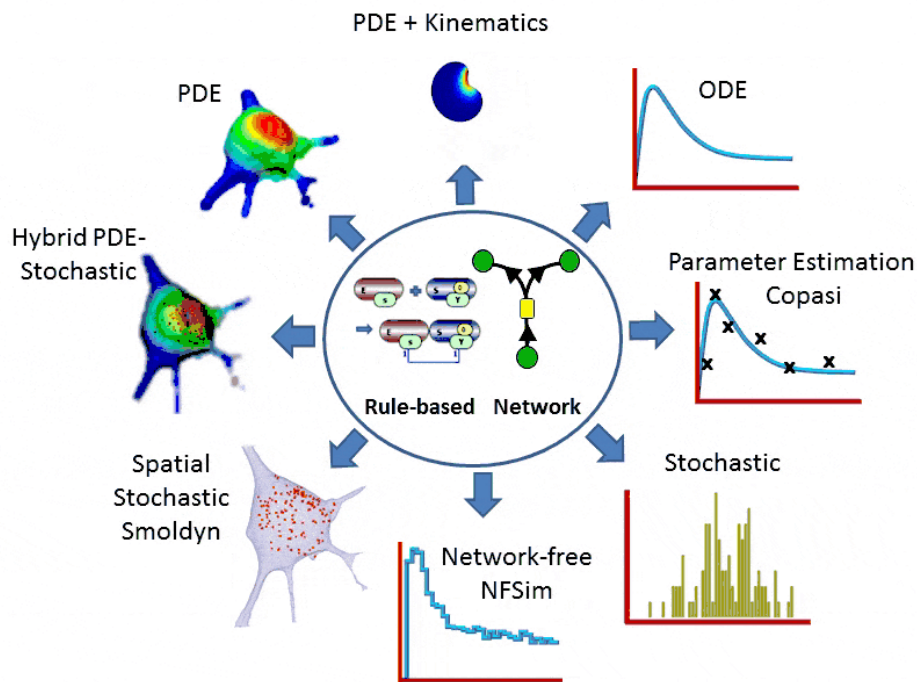 PDE + Kinematics
PDE
ODE
Hybrid PDE-
Stochastic
Parameter Estimation
Copasi
E
s
S
Y
E
s
S
Y
Rule-based
Network
Spatial
Stochastic
Smoldyn
Network-free
NFSim
Stochastic